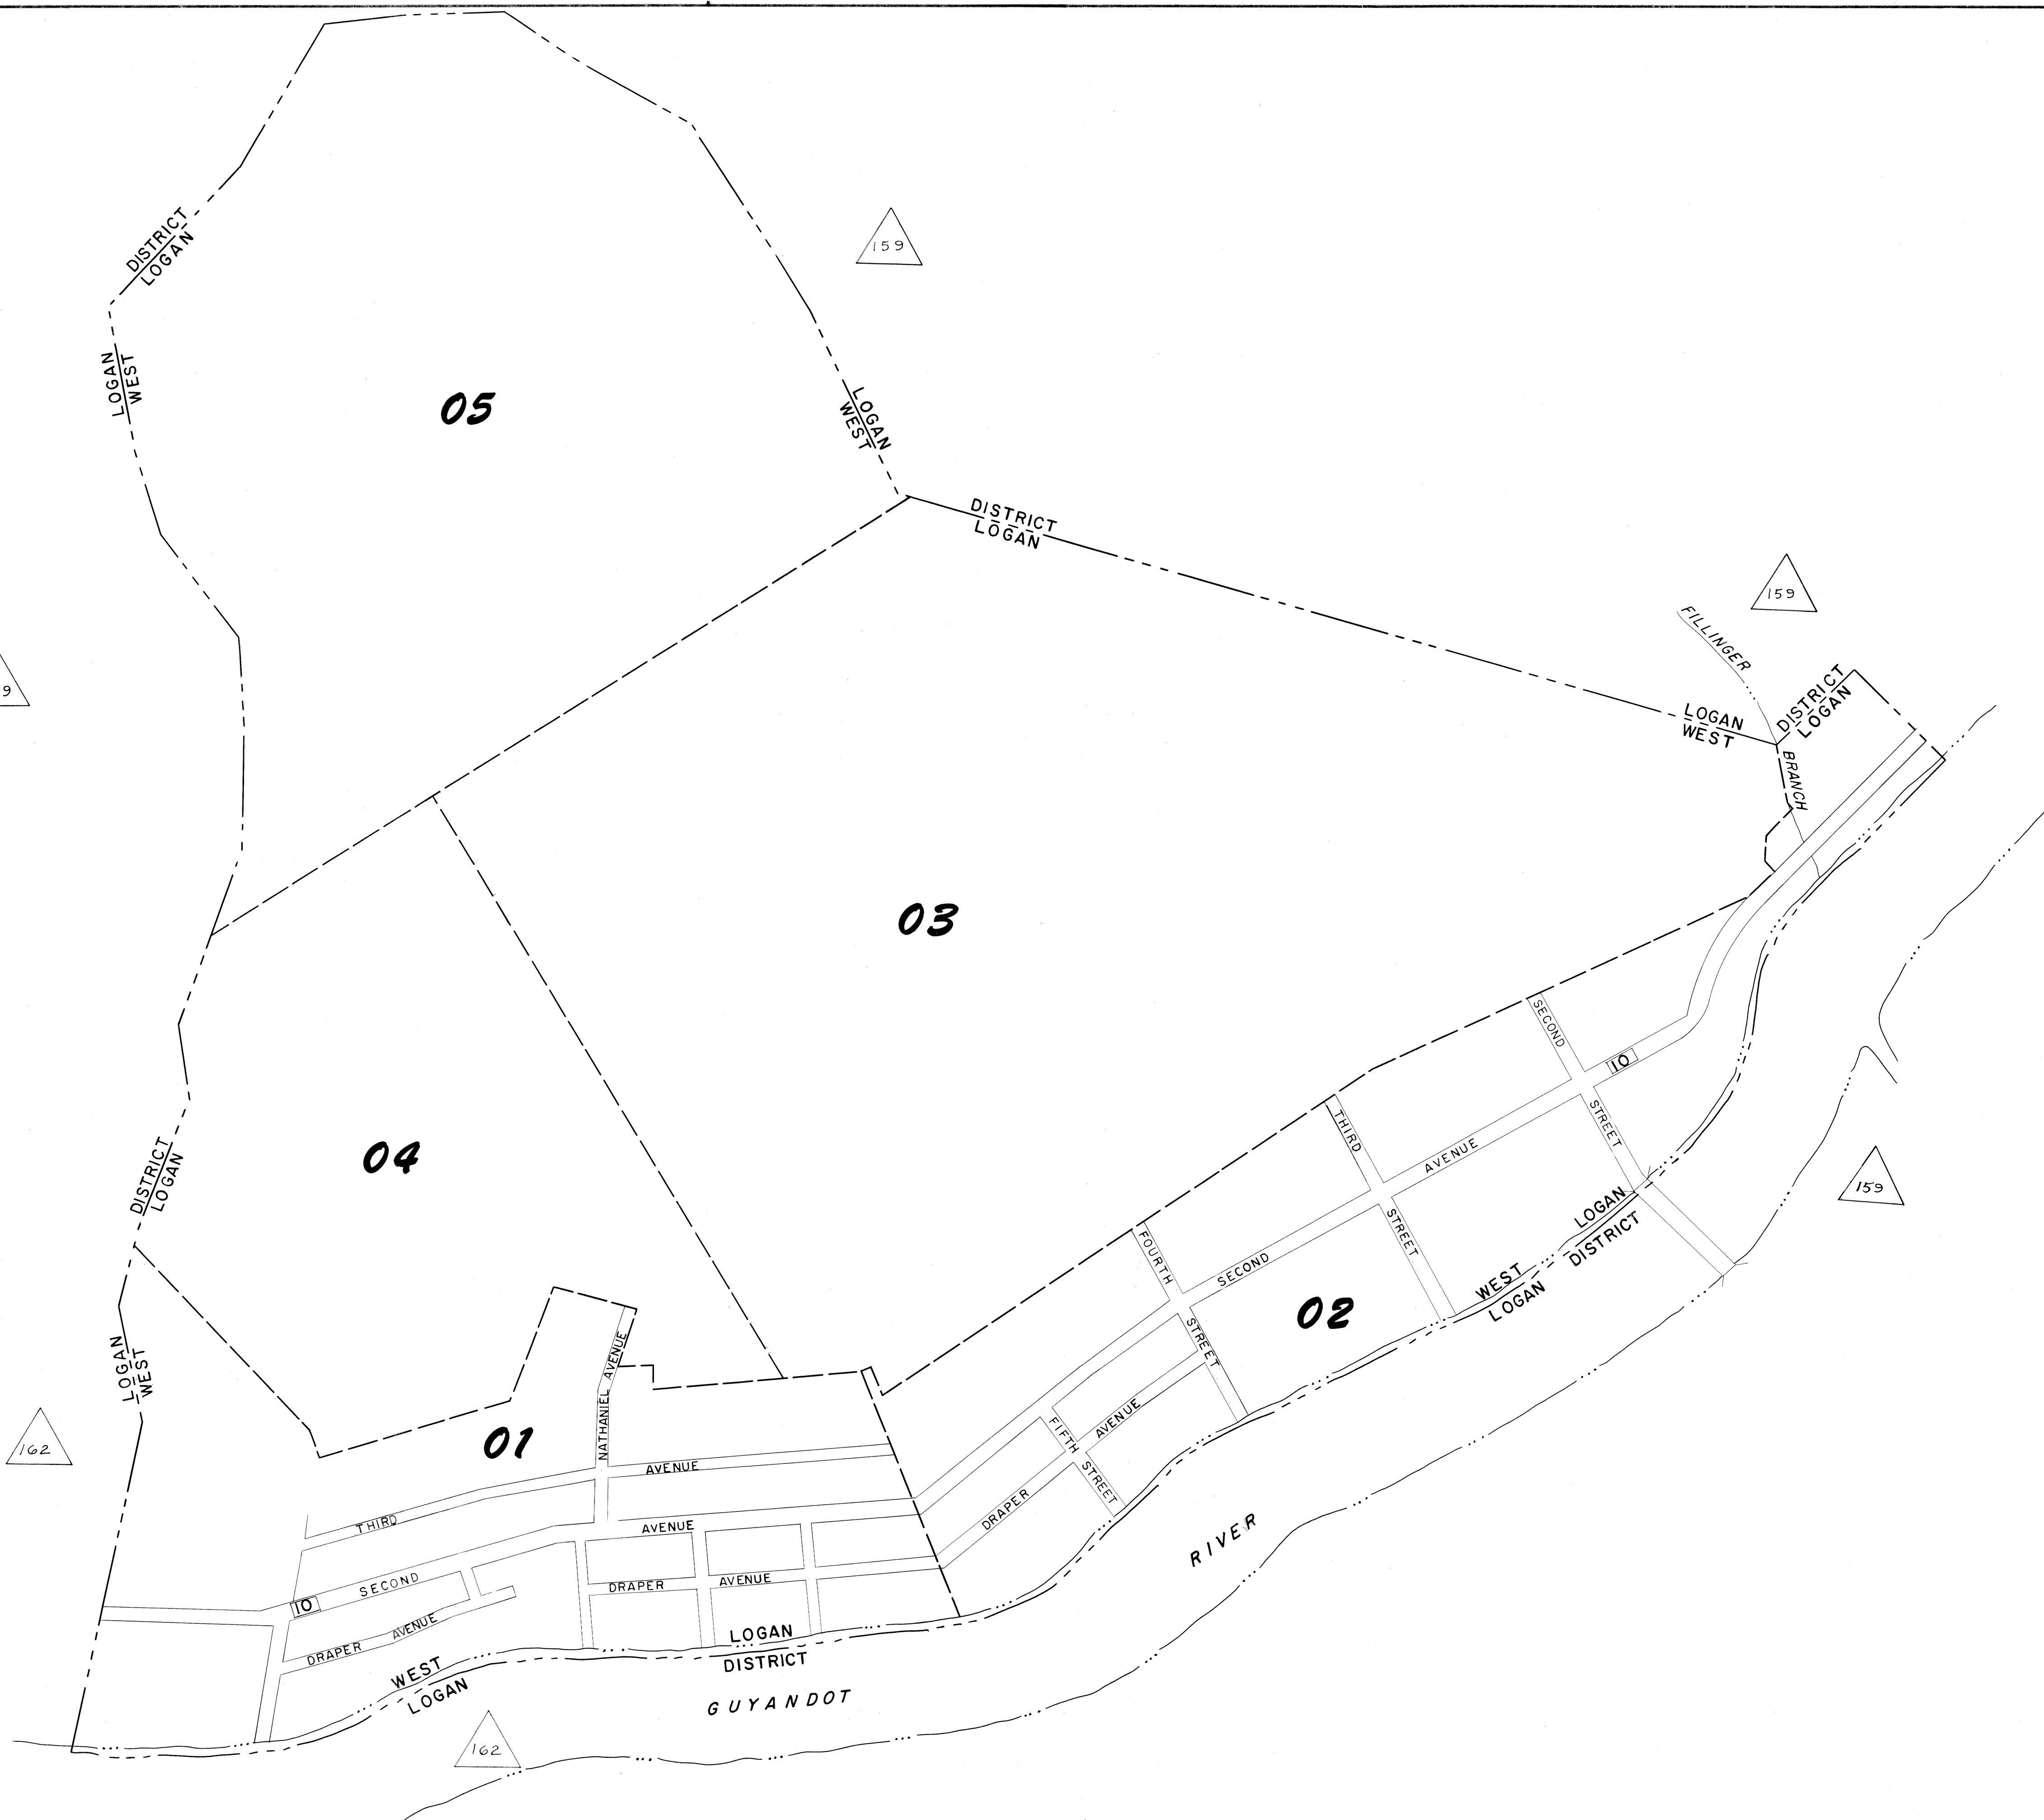 DISTRICT
LOGAN
159
LOGAN
WEST
05
LOGAN
WEST
DISTRICT
LOGAN
159
FILLINGER
BRANCH
9
DISTRICT
LOGAN
LOGAN
WEST
03
SECOND
STREET
10
THIRD
STREET
AVENUE
04
DISTRICT
LOGAN
159
FOURTH
STREET
SECOND
02
LOGAN
DISTRICT
WEST
LOGAN
LOGAN
WEST
NATHANIEL AVENUE
01
162
FIFTH
STREET
AVENUE
DRAPER
THIRD
AVENUE
AVENUE
SECOND
10
DRAPER
AVENUE
DRAPER
AVENUE
RIVER
WEST
LOGAN
LOGAN
DISTRICT
GUYANDOT
162